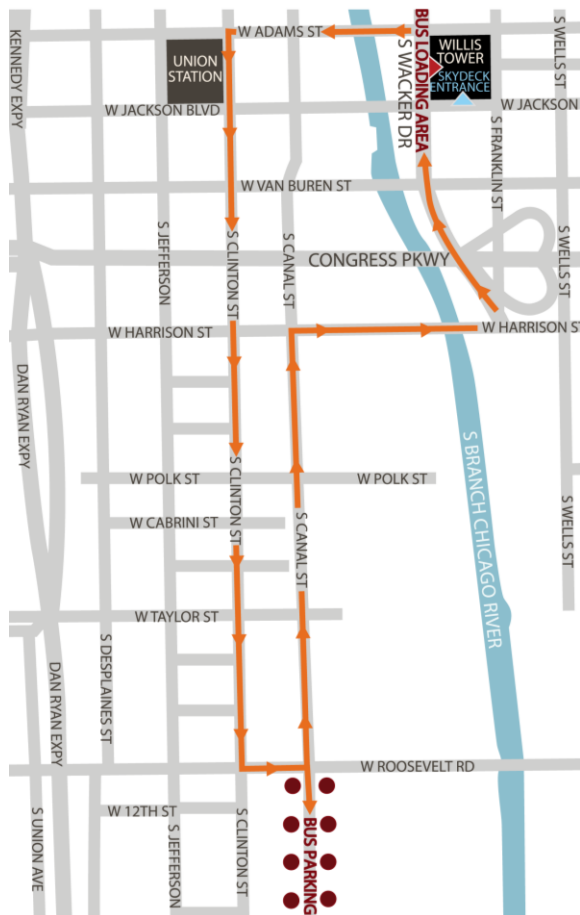 KENNEDY EXPY
W ADAMS ST
S WACKER DR
BUS LOADING AREA
WILLIS
TOWER
SKYDECK
ENTRANCE
S WELLS ST
UNION
STATION
W JACKSON BLVD
W JACKSON
S FRANKLIN ST
W VAN BUREN ST
S JEFFERSON
S CLINTON ST
S CANAL ST
CONGRESS PKWY
S WELLS ST
W HARRISON ST
W HARRISON ST
DAN RYAN EXPY
S BRANCH CHICAGO RIVER
W POLK ST
S CLINTON ST
W POLK ST
W CABRINI ST
S CANAL ST
S WELLS ST
W TAYLOR ST
S DESPLAINES ST
DAN RYAN EXPY
W ROOSEVELT RD
S UNION AVE
W 12TH ST
S JEFFERSON
S CLINTON ST
BUS PARKING